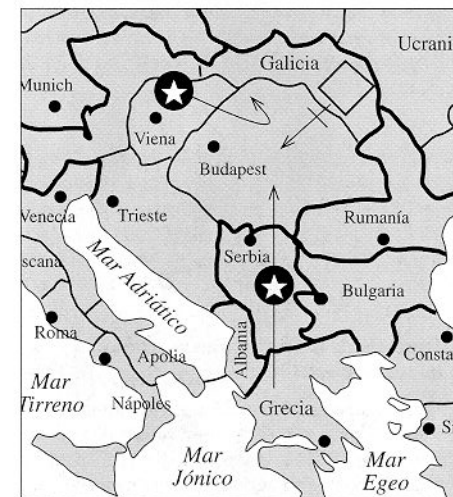 Ucrani
Galicia
Munich
Viena
Budapest
Venecia
Trieste
Rumanía
scana
Serbia
Mar Adriático
Bulgaria
Roma
Albania
Apolia
Consta
Mar
Tirreno
Nápoles
Grecia
S
Mar
Jónico
Mar
Egeo